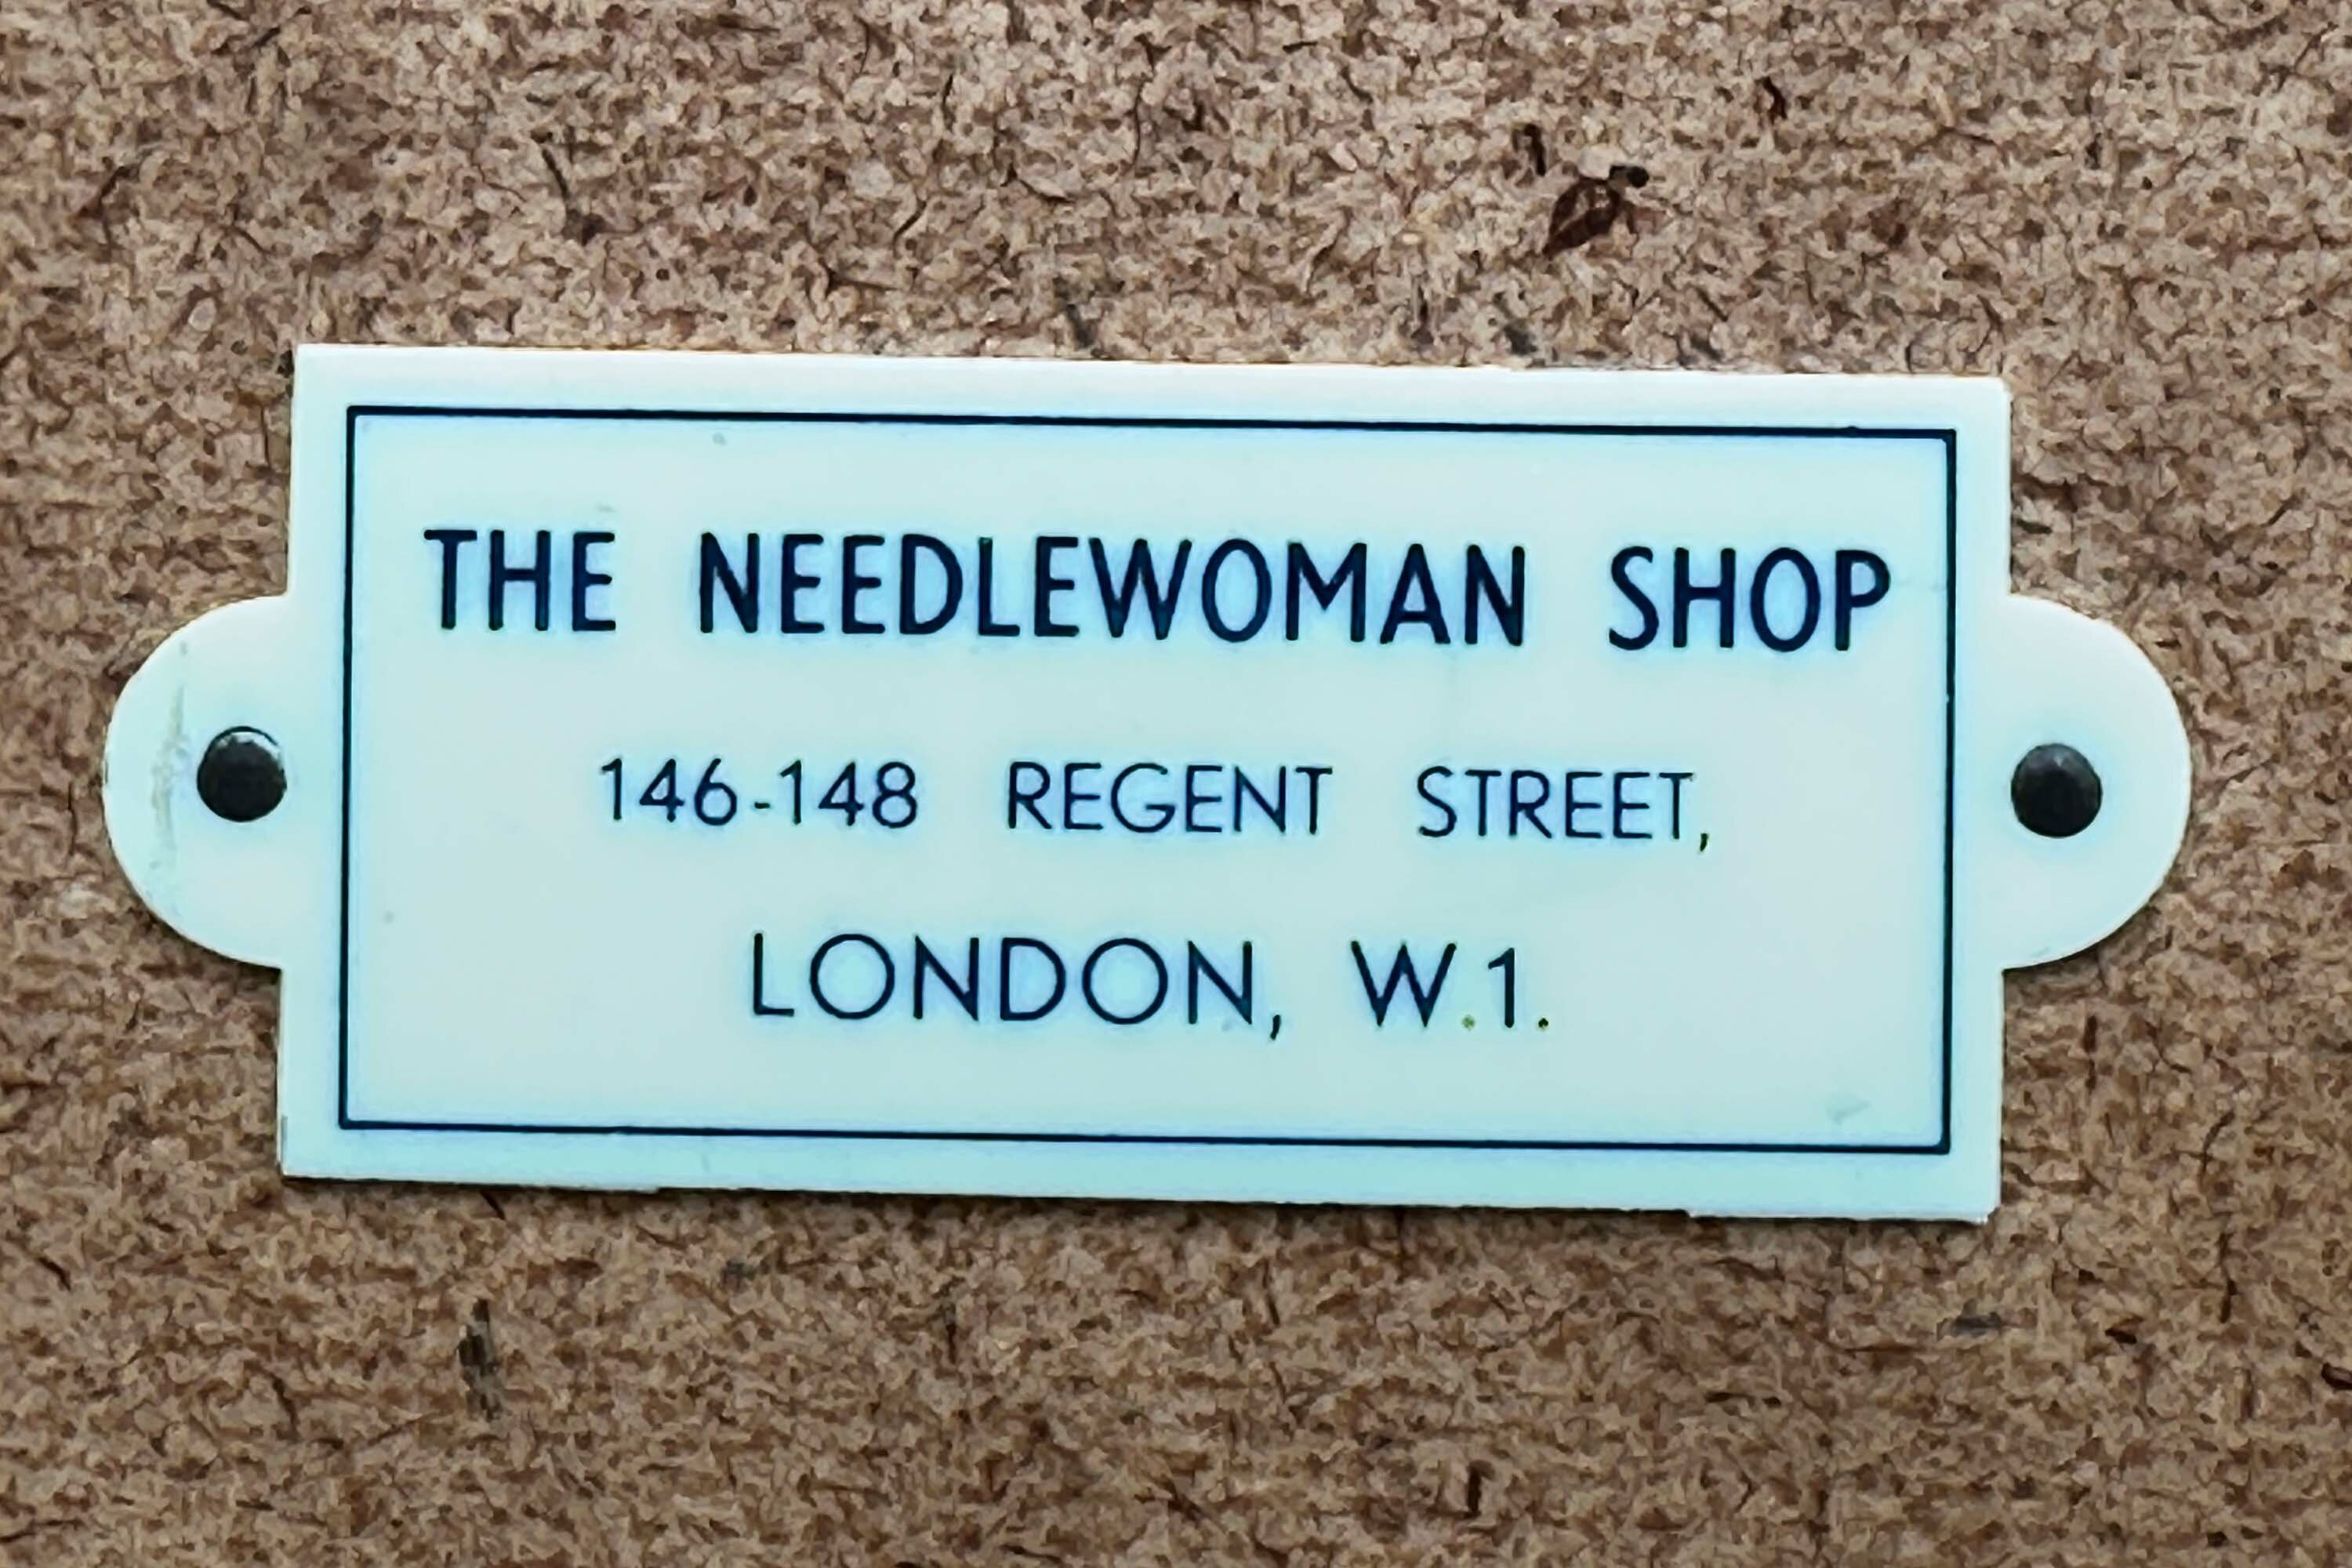 THE NEEDLEWOMAN SHOP
146-148 REGENT STREET,
LONDON, W.1.